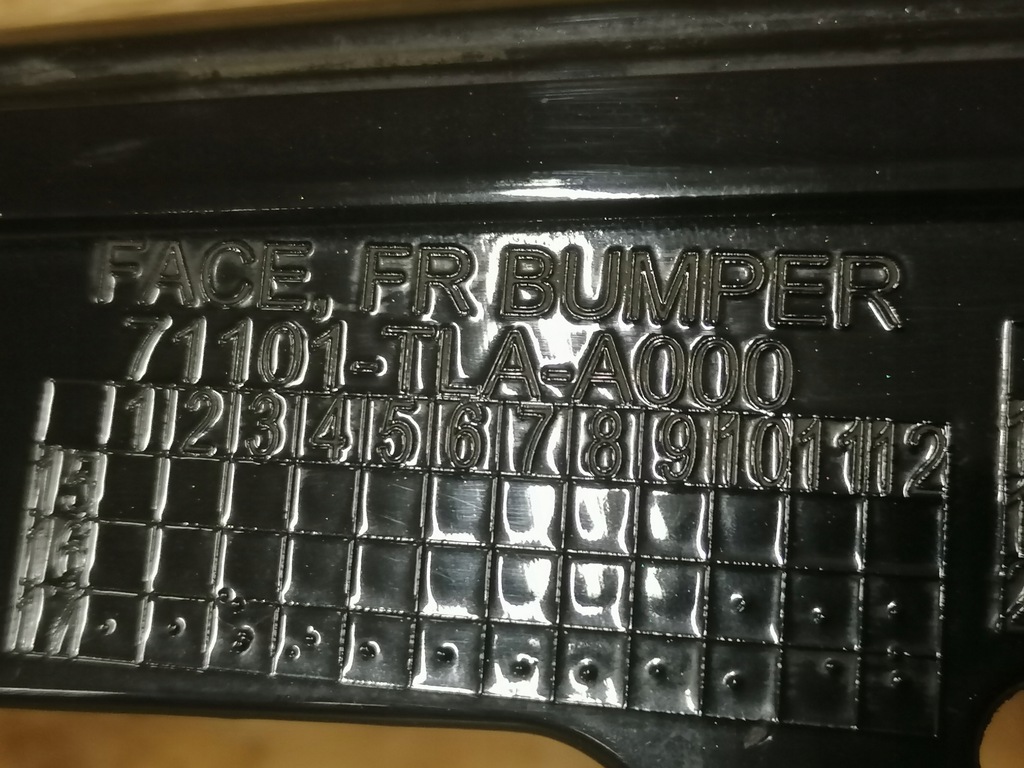 FACE, FR BUMPER
71101-TLA-A000
1 2 3 4 5 6 7 8 9 10 11 12